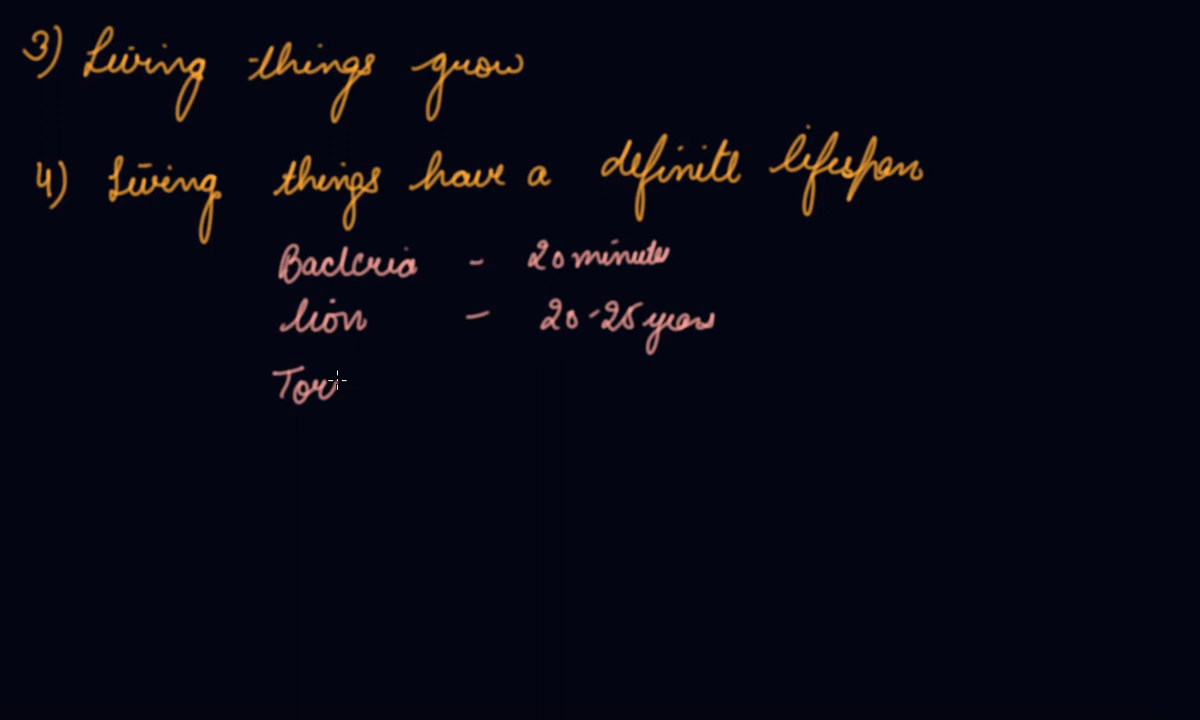 3) Living things grow
4) Living things have a definite lifespan
Bacteria - 20 minute
lion - 20-25 years
Tor